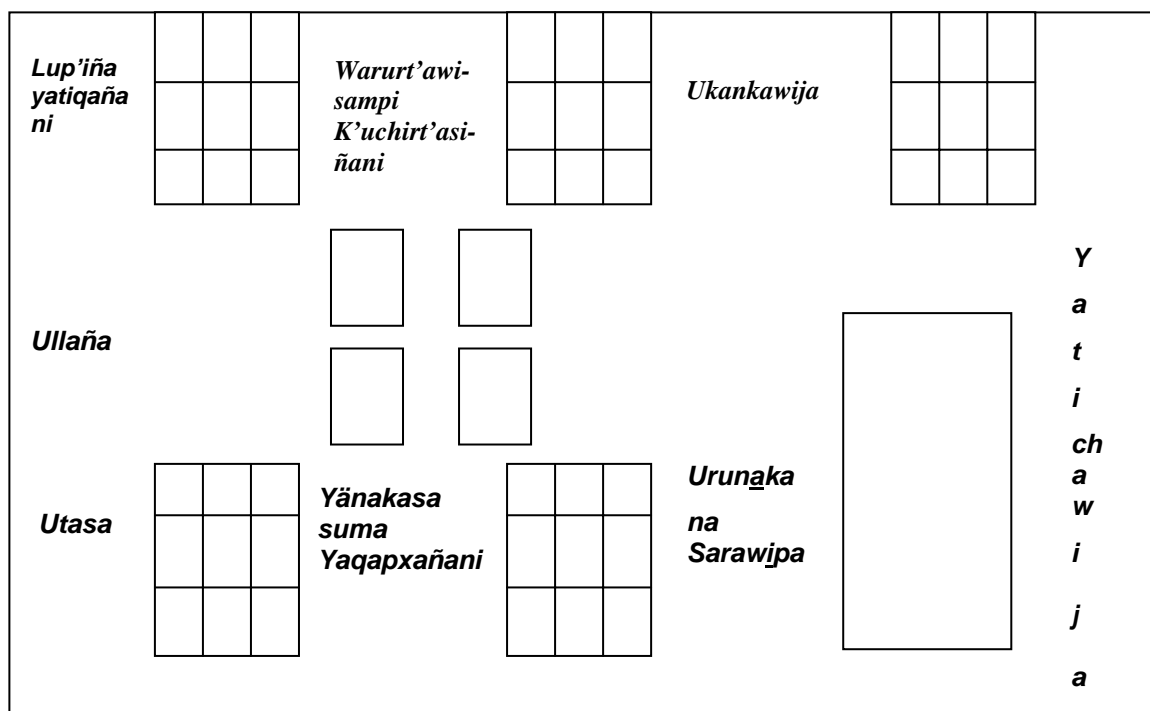 Lup'iña
yatiqaña
ni
Warurt'awi-
sampi
K'uchirt'asi-
ñani
Ukankawija
Ullaña
Utasa
Yänakasa
suma
Yaqapxañani
Urunaka
na
Sarawipa
Y
a
t
i
ch
a
w
i
j
a